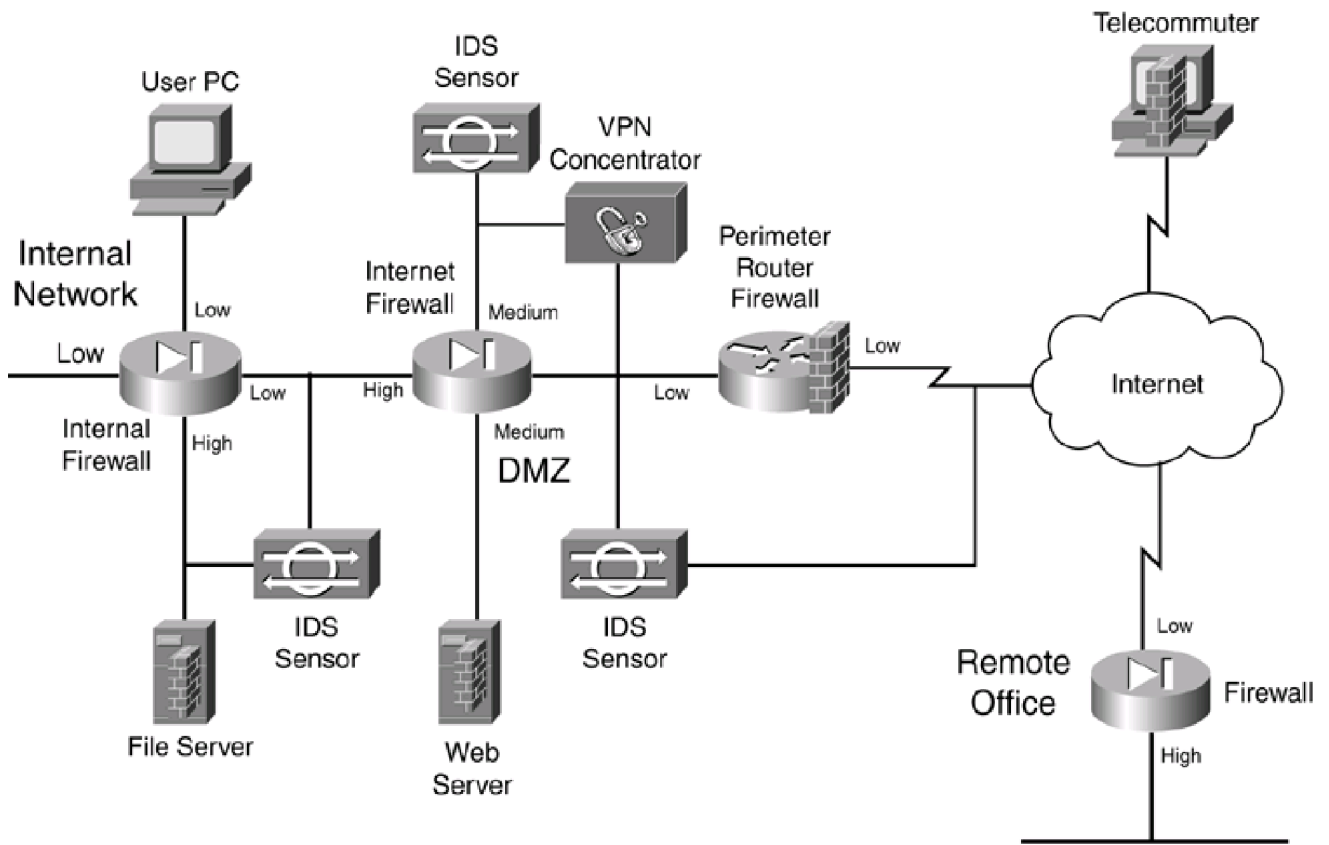 Telecommuter
IDS
Sensor
User PC
VPN
Concentrator
Internal
Network
Internet
Firewall
Perimeter
Router
Firewall
Low
Medium
Low
Low
Low
High
Low
Internet
Internal
Firewall
High
Medium
DMZ
IDS
Sensor
IDS
Sensor
Low
Remote
Office
Firewall
File Server
Web
Server
High